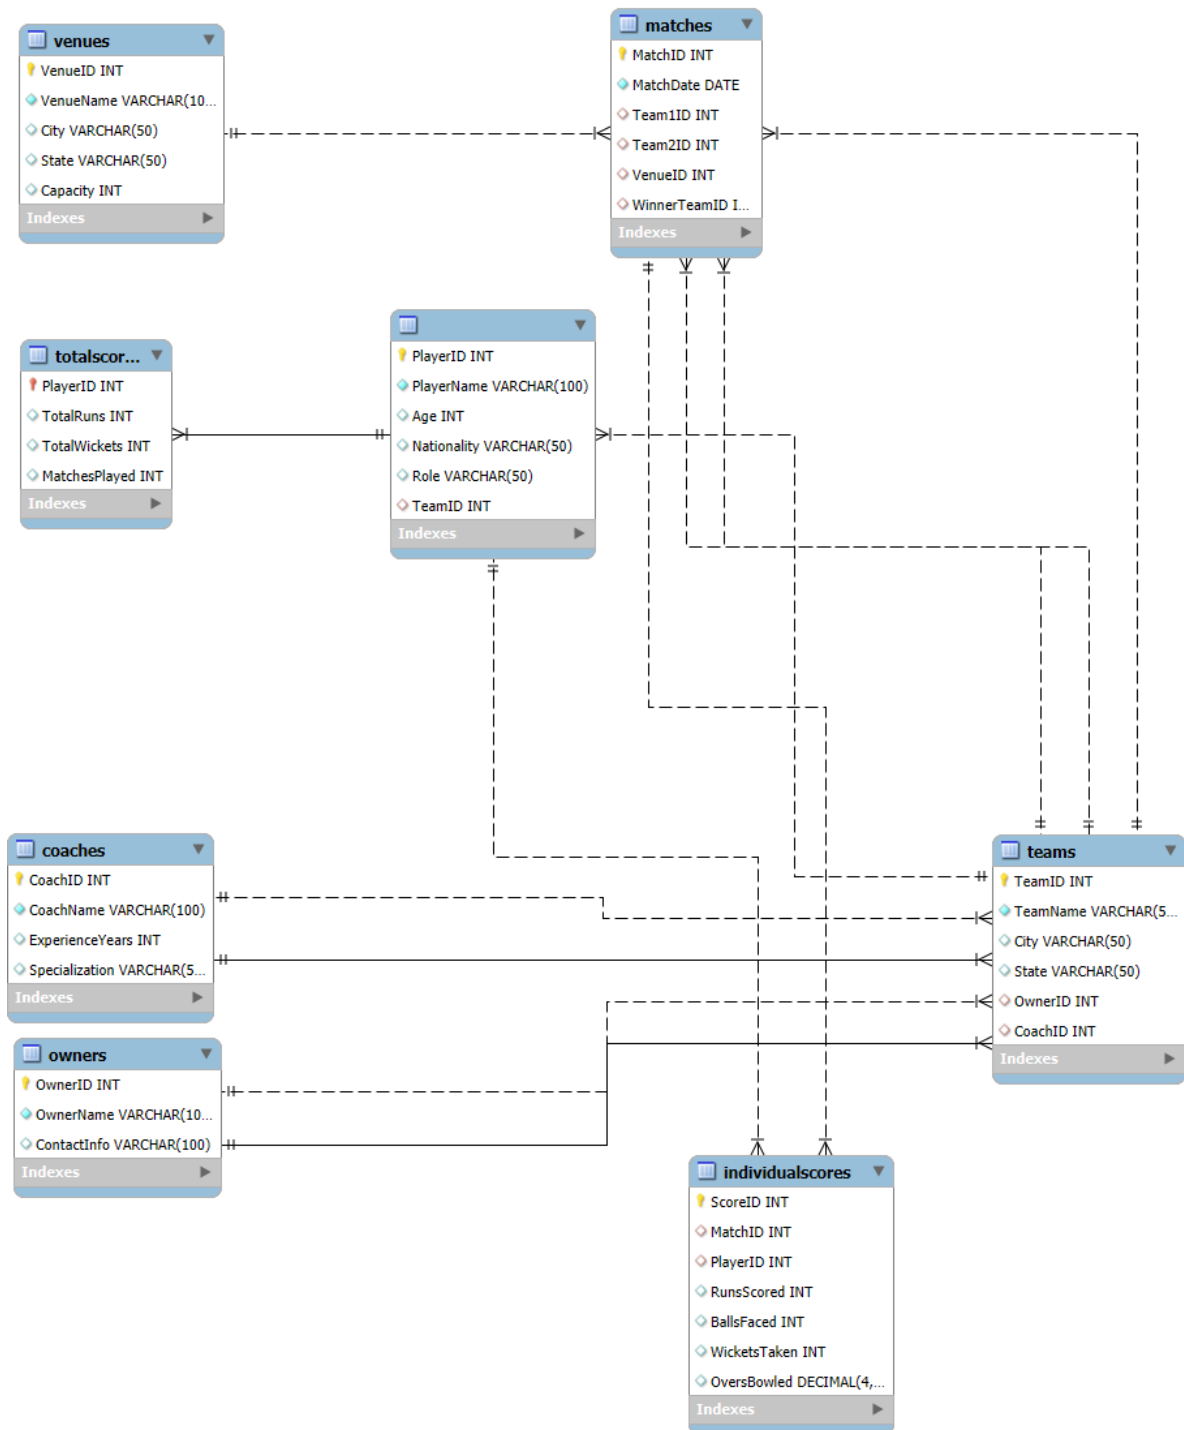 venues
VenueID INT
VenueName VARCHAR(10...
City VARCHAR(50)
State VARCHAR(50)
Capacity INT
Indexes
matches
MatchID INT
MatchDate DATE
Team1ID INT
Team2ID INT
VenueID INT
WinnerTeamID I...
Indexes
totalscor...
PlayerID INT
TotalRuns INT
TotalWickets INT
MatchesPlayed INT
Indexes
PlayerID INT
PlayerName VARCHAR(100)
Age INT
Nationality VARCHAR(50)
Role VARCHAR(50)
TeamID INT
Indexes
coaches
CoachID INT
CoachName VARCHAR(100)
ExperienceYears INT
Specialization VARCHAR(5...
Indexes
owners
OwnerID INT
OwnerName VARCHAR(10...
ContactInfo VARCHAR(100)
Indexes
teams
TeamID INT
TeamName VARCHAR(5...
City VARCHAR(50)
State VARCHAR(50)
OwnerID INT
CoachID INT
Indexes
individualscores
ScoreID INT
MatchID INT
PlayerID INT
RunsScored INT
BallsFaced INT
WicketsTaken INT
OversBowled DECIMAL(4,...
Indexes